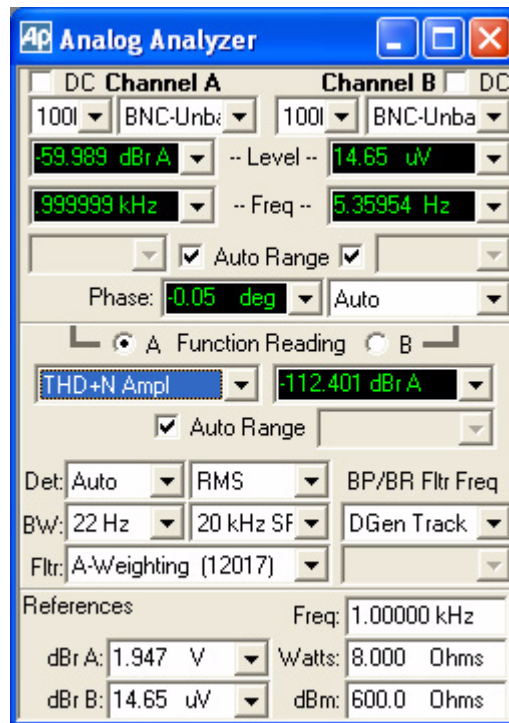 Ap Analog Analyzer
DC Channel A Channel B DC
BNC-Unba BNC-Unba
-59.989 dBr A -- Level -- 14.65 uV
.999999 kHz -- Freq -- 5.35954 Hz
Auto Range
Phase: -0.05 deg Auto
A Function Reading B
THD+N Ampl -112.401 dBr A
Auto Range
Det: Auto RMS BP/BR Fltr Freq
BW: 22 Hz 20 kHz DGen Track
Fltr: A-Weighting (12017)
References Freq: 1.00000 kHz
dBr A: 1.947 V Watts: 8.000 Ohms
dBr B: 14.65 uV dBm: 600.0 Ohms